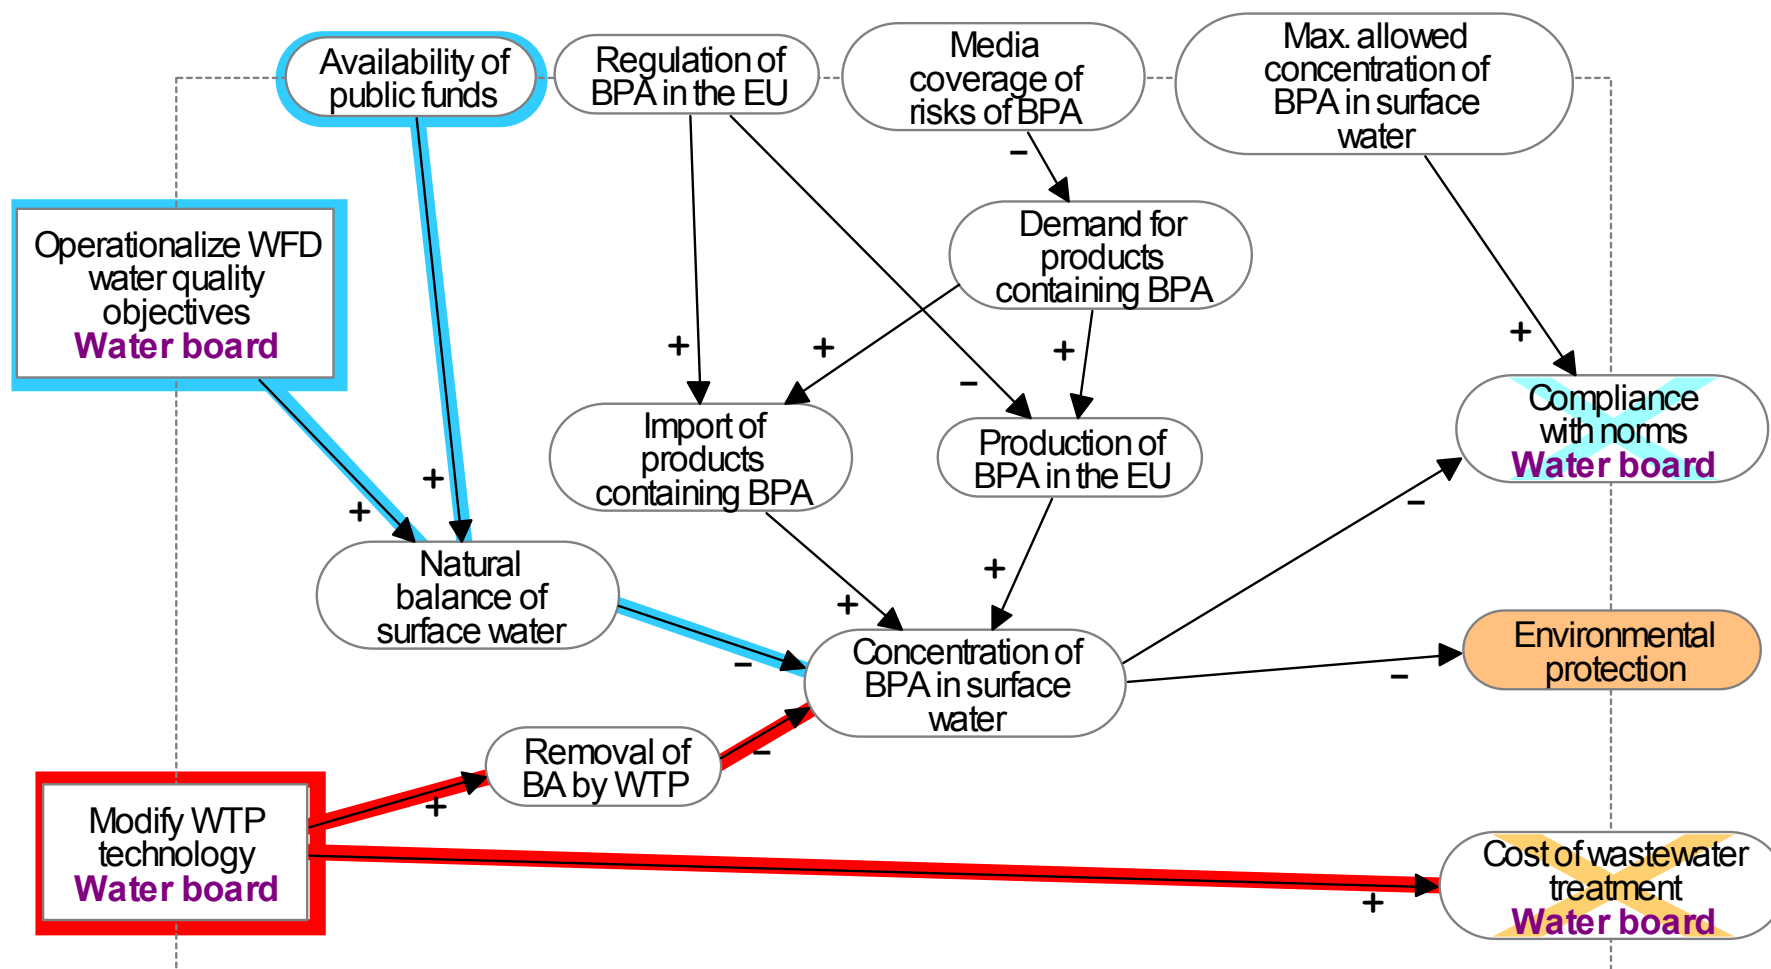 Availability of
public funds
Regulation of
BPA in the EU
Media
coverage of
risks of BPA
Max. allowed
concentration of
BPA in surface
water
–
Operationalize WFD
water quality
objectives
Water board
Demand for
products
containing BPA
+
+
+
–
+
Import of
products
containing BPA
Production of
BPA in the EU
Compliance
with norms
Water board
+
+
–
Natural
balance of
surface water
+
+
–
Concentration of
BPA in surface
water
Environmental
protection
–
Removal of
BA by WTP
–
+
Modify WTP
technology
Water board
Cost of wastewater
treatment
Water board
+